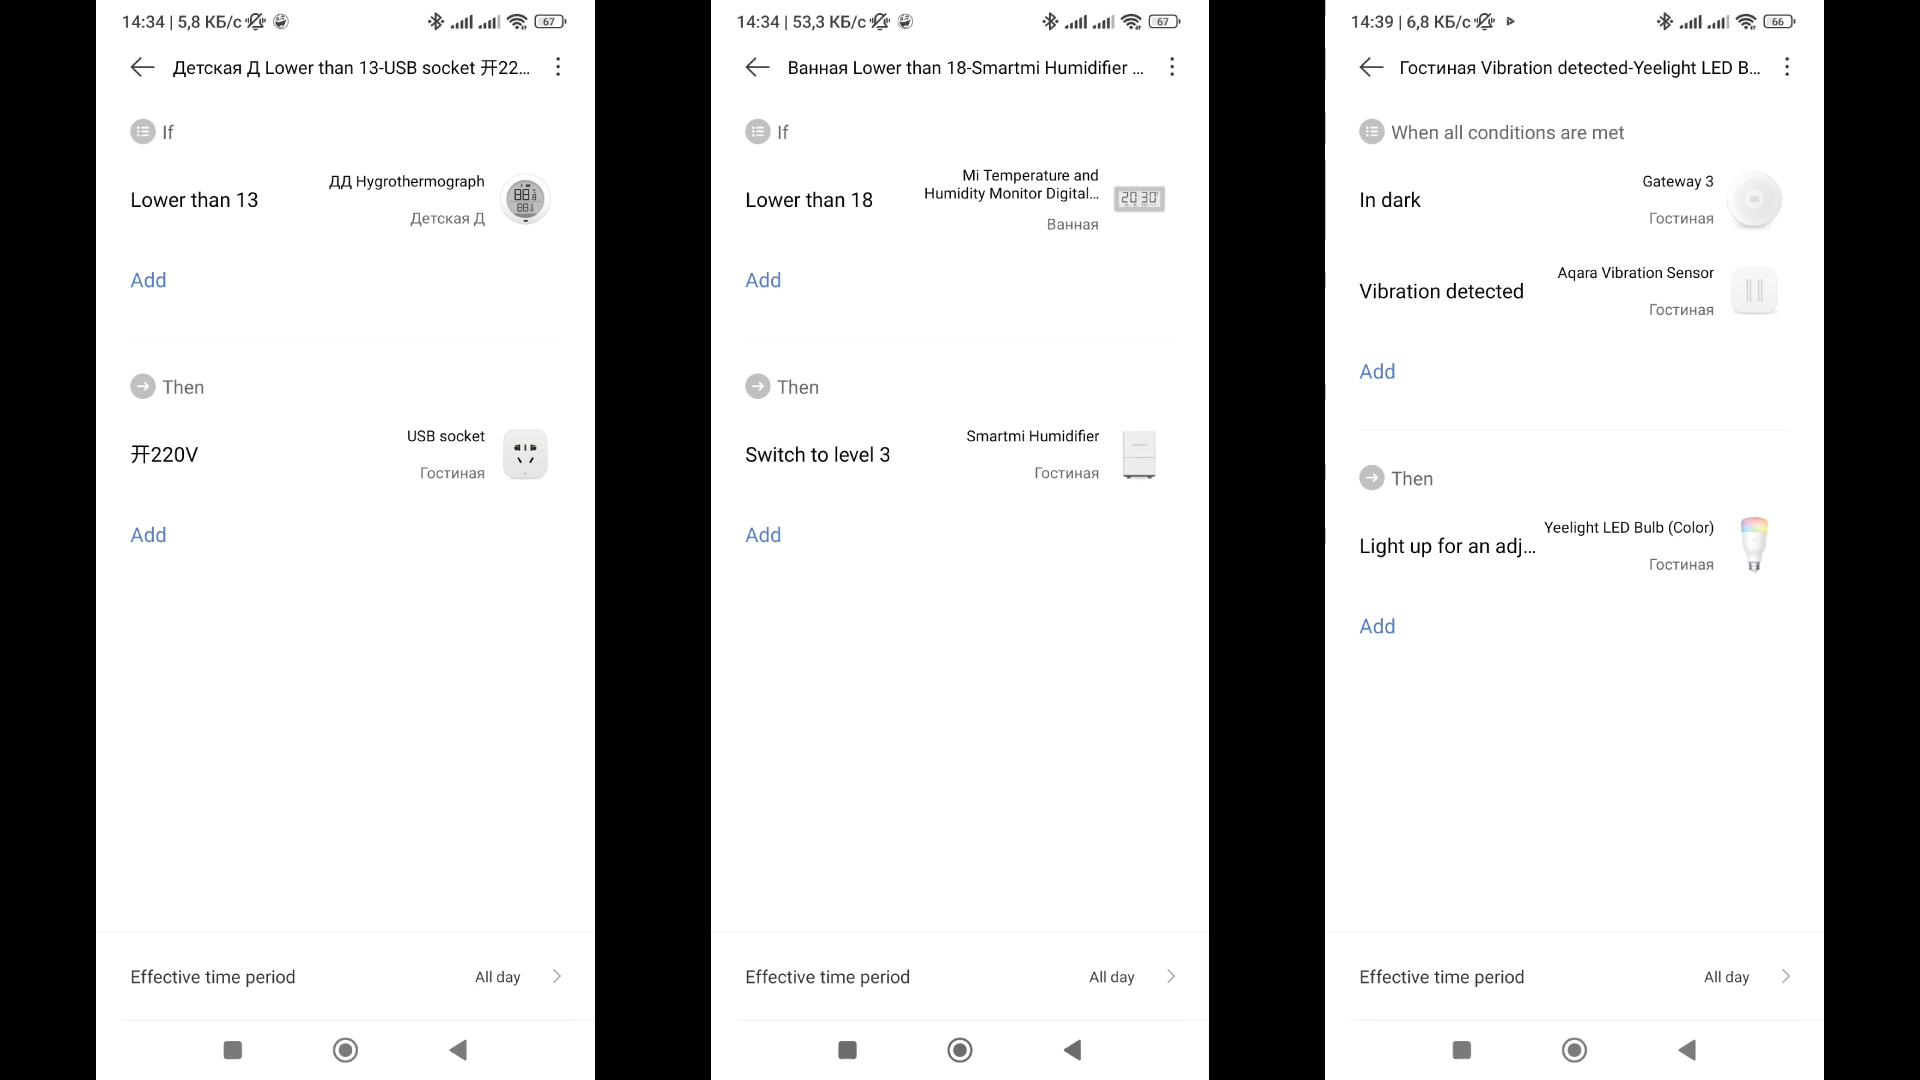 14:34 | 5,8 КБ/с
67
Детская Д Lower than 13-USB socket 开22...
If
Lower than 13
ДД Hygrothermograph
Детская Д
Add
Then
开220V
USB socket
Гостиная
Add
Effective time period
All day
14:34 | 53,3 КБ/с
67
Ванная Lower than 18-Smartmi Humidifier ...
If
Lower than 18
Mi Temperature and
Humidity Monitor Digital...
Ванная
20:30
Add
Then
Switch to level 3
Smartmi Humidifier
Гостиная
Add
Effective time period
All day
14:39 | 6,8 КБ/с
66
Гостиная Vibration detected-Yeelight LED B...
When all conditions are met
In dark
Gateway 3
Гостиная
Vibration detected
Aqara Vibration Sensor
Гостиная
Add
Then
Light up for an adj...
Yeelight LED Bulb (Color)
Гостиная
Add
Effective time period
All day